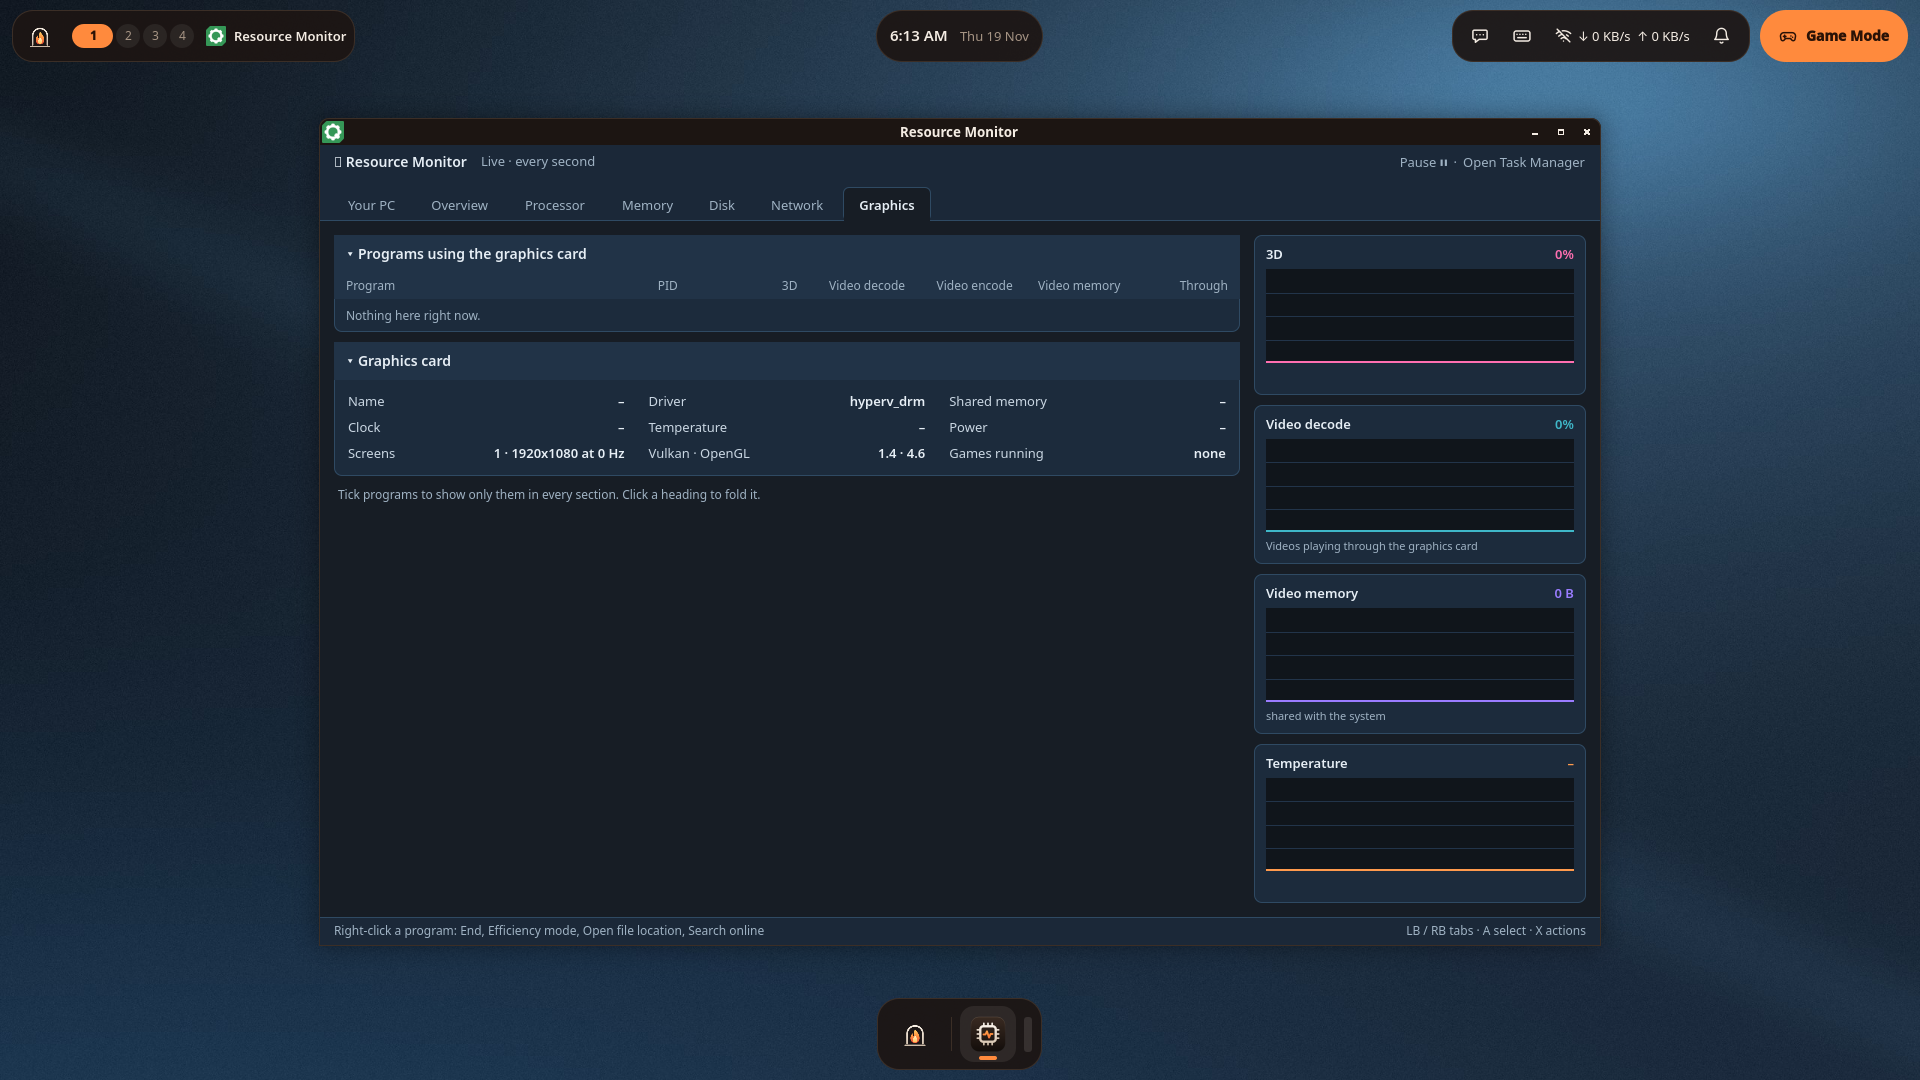 1 2 3 4 Resource Monitor
6:13 AM Thu 19 Nov
↓ 0 KB/s ↑ 0 KB/s
Game Mode
Resource Monitor
Resource Monitor Live · every second
Pause · Open Task Manager
Your PC Overview Processor Memory Disk Network Graphics
Programs using the graphics card
Program PID 3D Video decode Video encode Video memory Through
Nothing here right now.
Graphics card
Name – Driver hyperv_drm Shared memory –
Clock – Temperature – Power –
Screens 1 · 1920x1080 at 0 Hz Vulkan · OpenGL 1.4 · 4.6 Games running none
Tick programs to show only them in every section. Click a heading to fold it.
3D 0%
Video decode 0%
Videos playing through the graphics card
Video memory 0 B
shared with the system
Temperature –
Right-click a program: End, Efficiency mode, Open file location, Search online
LB / RB tabs · A select · X actions